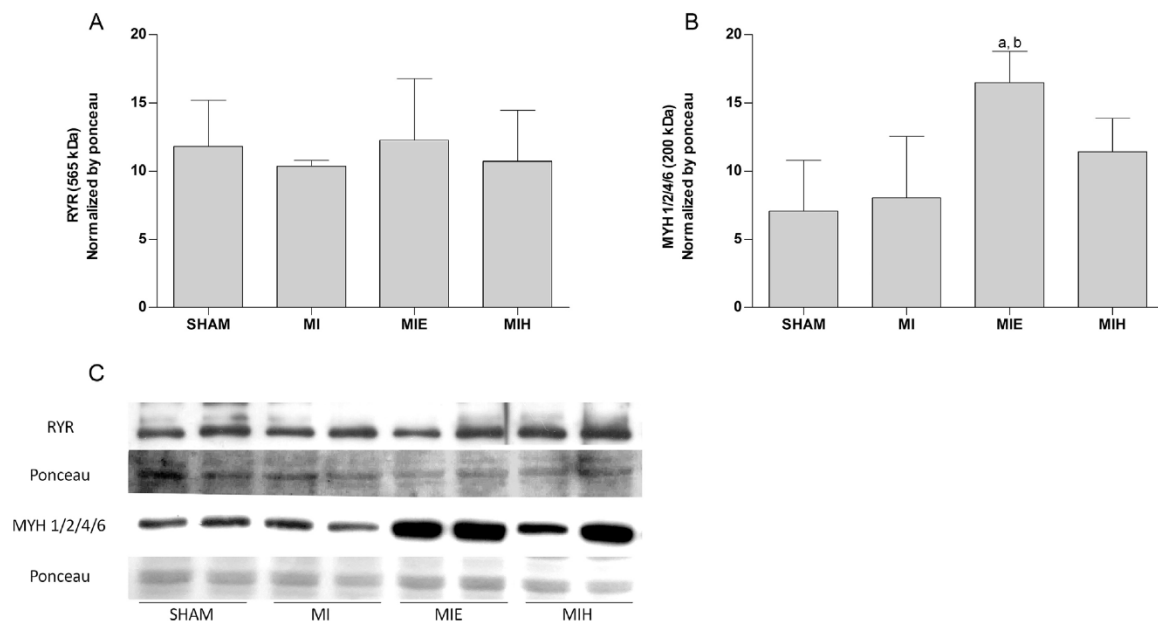 A
RYR (565 kDa)
Normalized by ponceau
20
15
10
5
0
SHAM MI MIE MIH
B
MYH 1/2/4/6 (200 kDa)
Normalized by ponceau
20
15
10
5
0
a, b
SHAM MI MIE MIH
C
RYR
Ponceau
MYH 1/2/4/6
Ponceau
SHAM MI MIE MIH